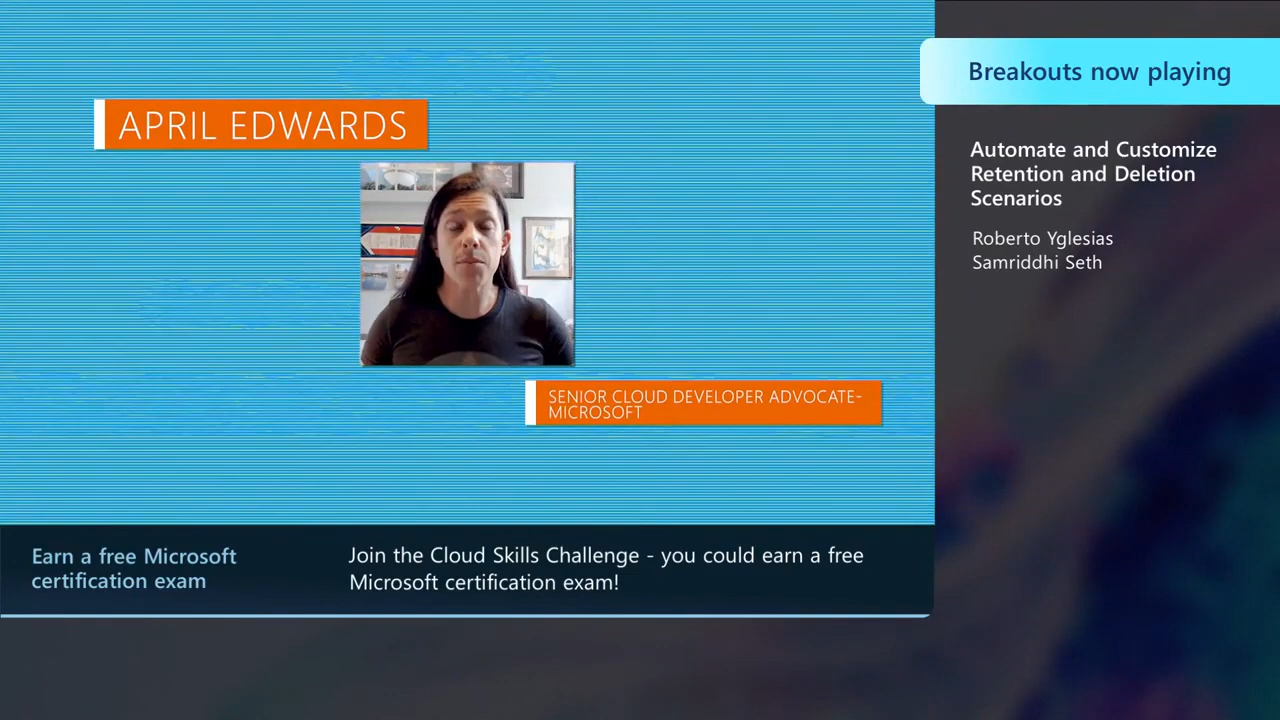 APRIL EDWARDS
SENIOR CLOUD DEVELOPER ADVOCATE-
MICROSOFT
Earn a free Microsoft
certification exam
Join the Cloud Skills Challenge - you could earn a free
Microsoft certification exam!
Breakouts now playing
Automate and Customize
Retention and Deletion
Scenarios
Roberto Yglesias
Samriddhi Seth